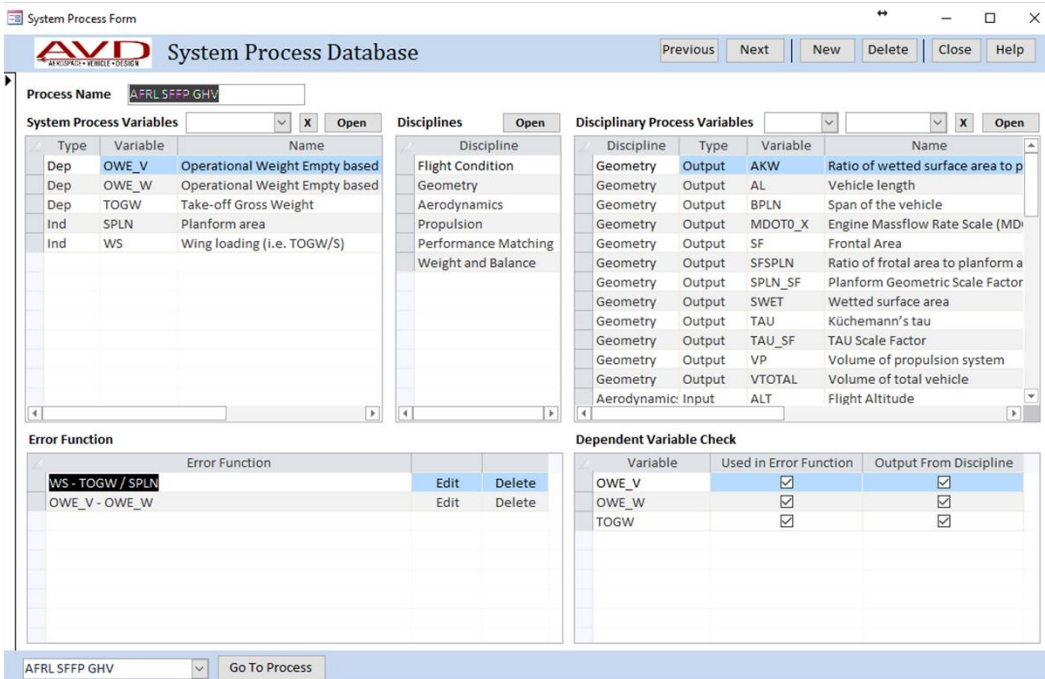 System Process Form
AVD
AEROSPACE • VEHICLE • DESIGN
System Process Database
Previous Next New Delete Close Help
Process Name AFRL SFFP GHV
System Process Variables X Open
Type Variable Name
Dep OWE_V Operational Weight Empty based
Dep OWE_W Operational Weight Empty based
Dep TOGW Take-off Gross Weight
Ind SPLN Planform area
Ind WS Wing loading (i.e. TOGW/S)
Disciplines Open
Discipline
Flight Condition
Geometry
Aerodynamics
Propulsion
Performance Matching
Weight and Balance
Disciplinary Process Variables X Open
Discipline Type Variable Name
Geometry Output AKW Ratio of wetted surface area to p
Geometry Output AL Vehicle length
Geometry Output BPLN Span of the vehicle
Geometry Output MDOT0_X Engine Massflow Rate Scale (MD
Geometry Output SF Frontal Area
Geometry Output SFSPLN Ratio of frotal area to planform a
Geometry Output SPLN_SF Planform Geometric Scale Factor
Geometry Output SWET Wetted surface area
Geometry Output TAU Küchemann's tau
Geometry Output TAU_SF TAU Scale Factor
Geometry Output VP Volume of propulsion system
Geometry Output VTOTAL Volume of total vehicle
Aerodynamic: Input ALT Flight Altitude
Error Function
Error Function
WS - TOGW / SPLN Edit Delete
OWE_V - OWE_W Edit Delete
Dependent Variable Check
Variable Used in Error Function Output From Discipline
OWE_V
OWE_W
TOGW
AFRL SFFP GHV Go To Process